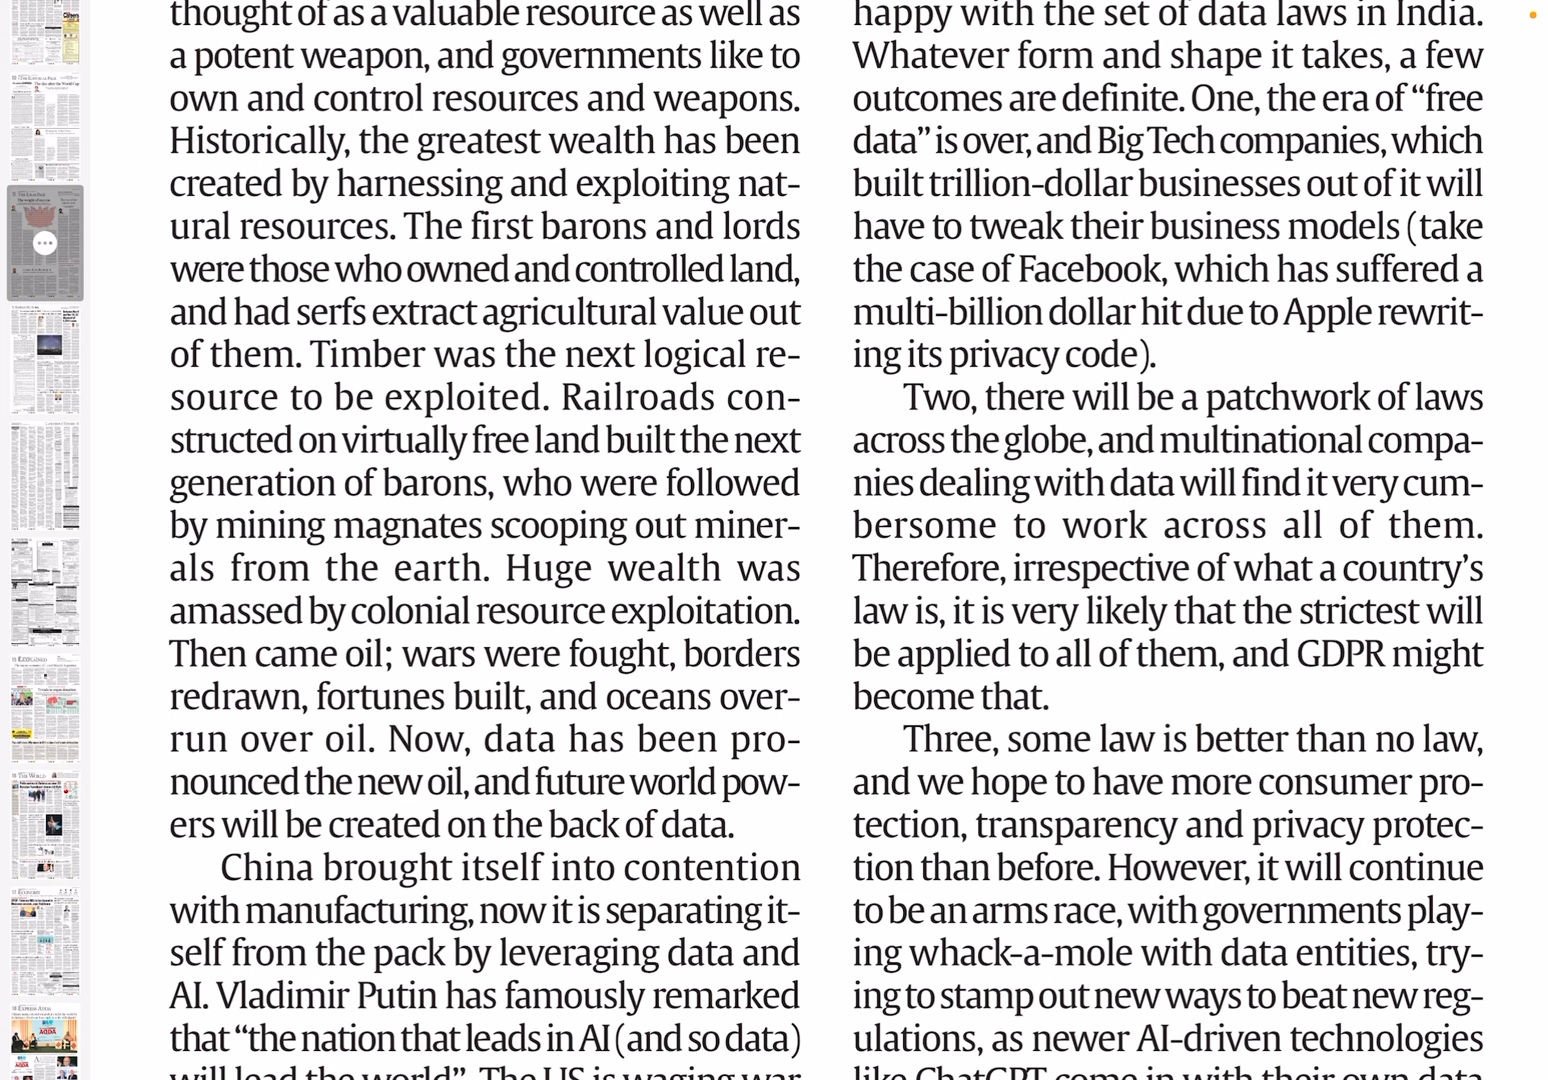 thought of as a valuable resource as well as
a potent weapon, and governments like to
own and control resources and weapons.
Historically, the greatest wealth has been
created by harnessing and exploiting nat-
ural resources. The first barons and lords
were those who owned and controlled land,
and had serfs extract agricultural value out
of them. Timber was the next logical re-
source to be exploited. Railroads con-
structed on virtually free land built the next
generation of barons, who were followed
by mining magnates scooping out miner-
als from the earth. Huge wealth was
amassed by colonial resource exploitation.
Then came oil; wars were fought, borders
redrawn, fortunes built, and oceans over-
run over oil. Now, data has been pro-
nounced the new oil, and future world pow-
ers will be created on the back of data.
China brought itself into contention
with manufacturing, now it is separating it-
self from the pack by leveraging data and
AI. Vladimir Putin has famously remarked
that “the nation that leads in AI (and so data)
will lead the world”. The US is waging war
happy with the set of data laws in India.
Whatever form and shape it takes, a few
outcomes are definite. One, the era of “free
data” is over, and Big Tech companies, which
built trillion-dollar businesses out of it will
have to tweak their business models (take
the case of Facebook, which has suffered a
multi-billion dollar hit due to Apple rewrit-
ing its privacy code).
Two, there will be a patchwork of laws
across the globe, and multinational compa-
nies dealing with data will find it very cum-
bersome to work across all of them.
Therefore, irrespective of what a country’s
law is, it is very likely that the strictest will
be applied to all of them, and GDPR might
become that.
Three, some law is better than no law,
and we hope to have more consumer pro-
tection, transparency and privacy protec-
tion than before. However, it will continue
to be an arms race, with governments play-
ing whack-a-mole with data entities, try-
ing to stamp out new ways to beat new reg-
ulations, as newer AI-driven technologies
like ChatGPT come in with their own data